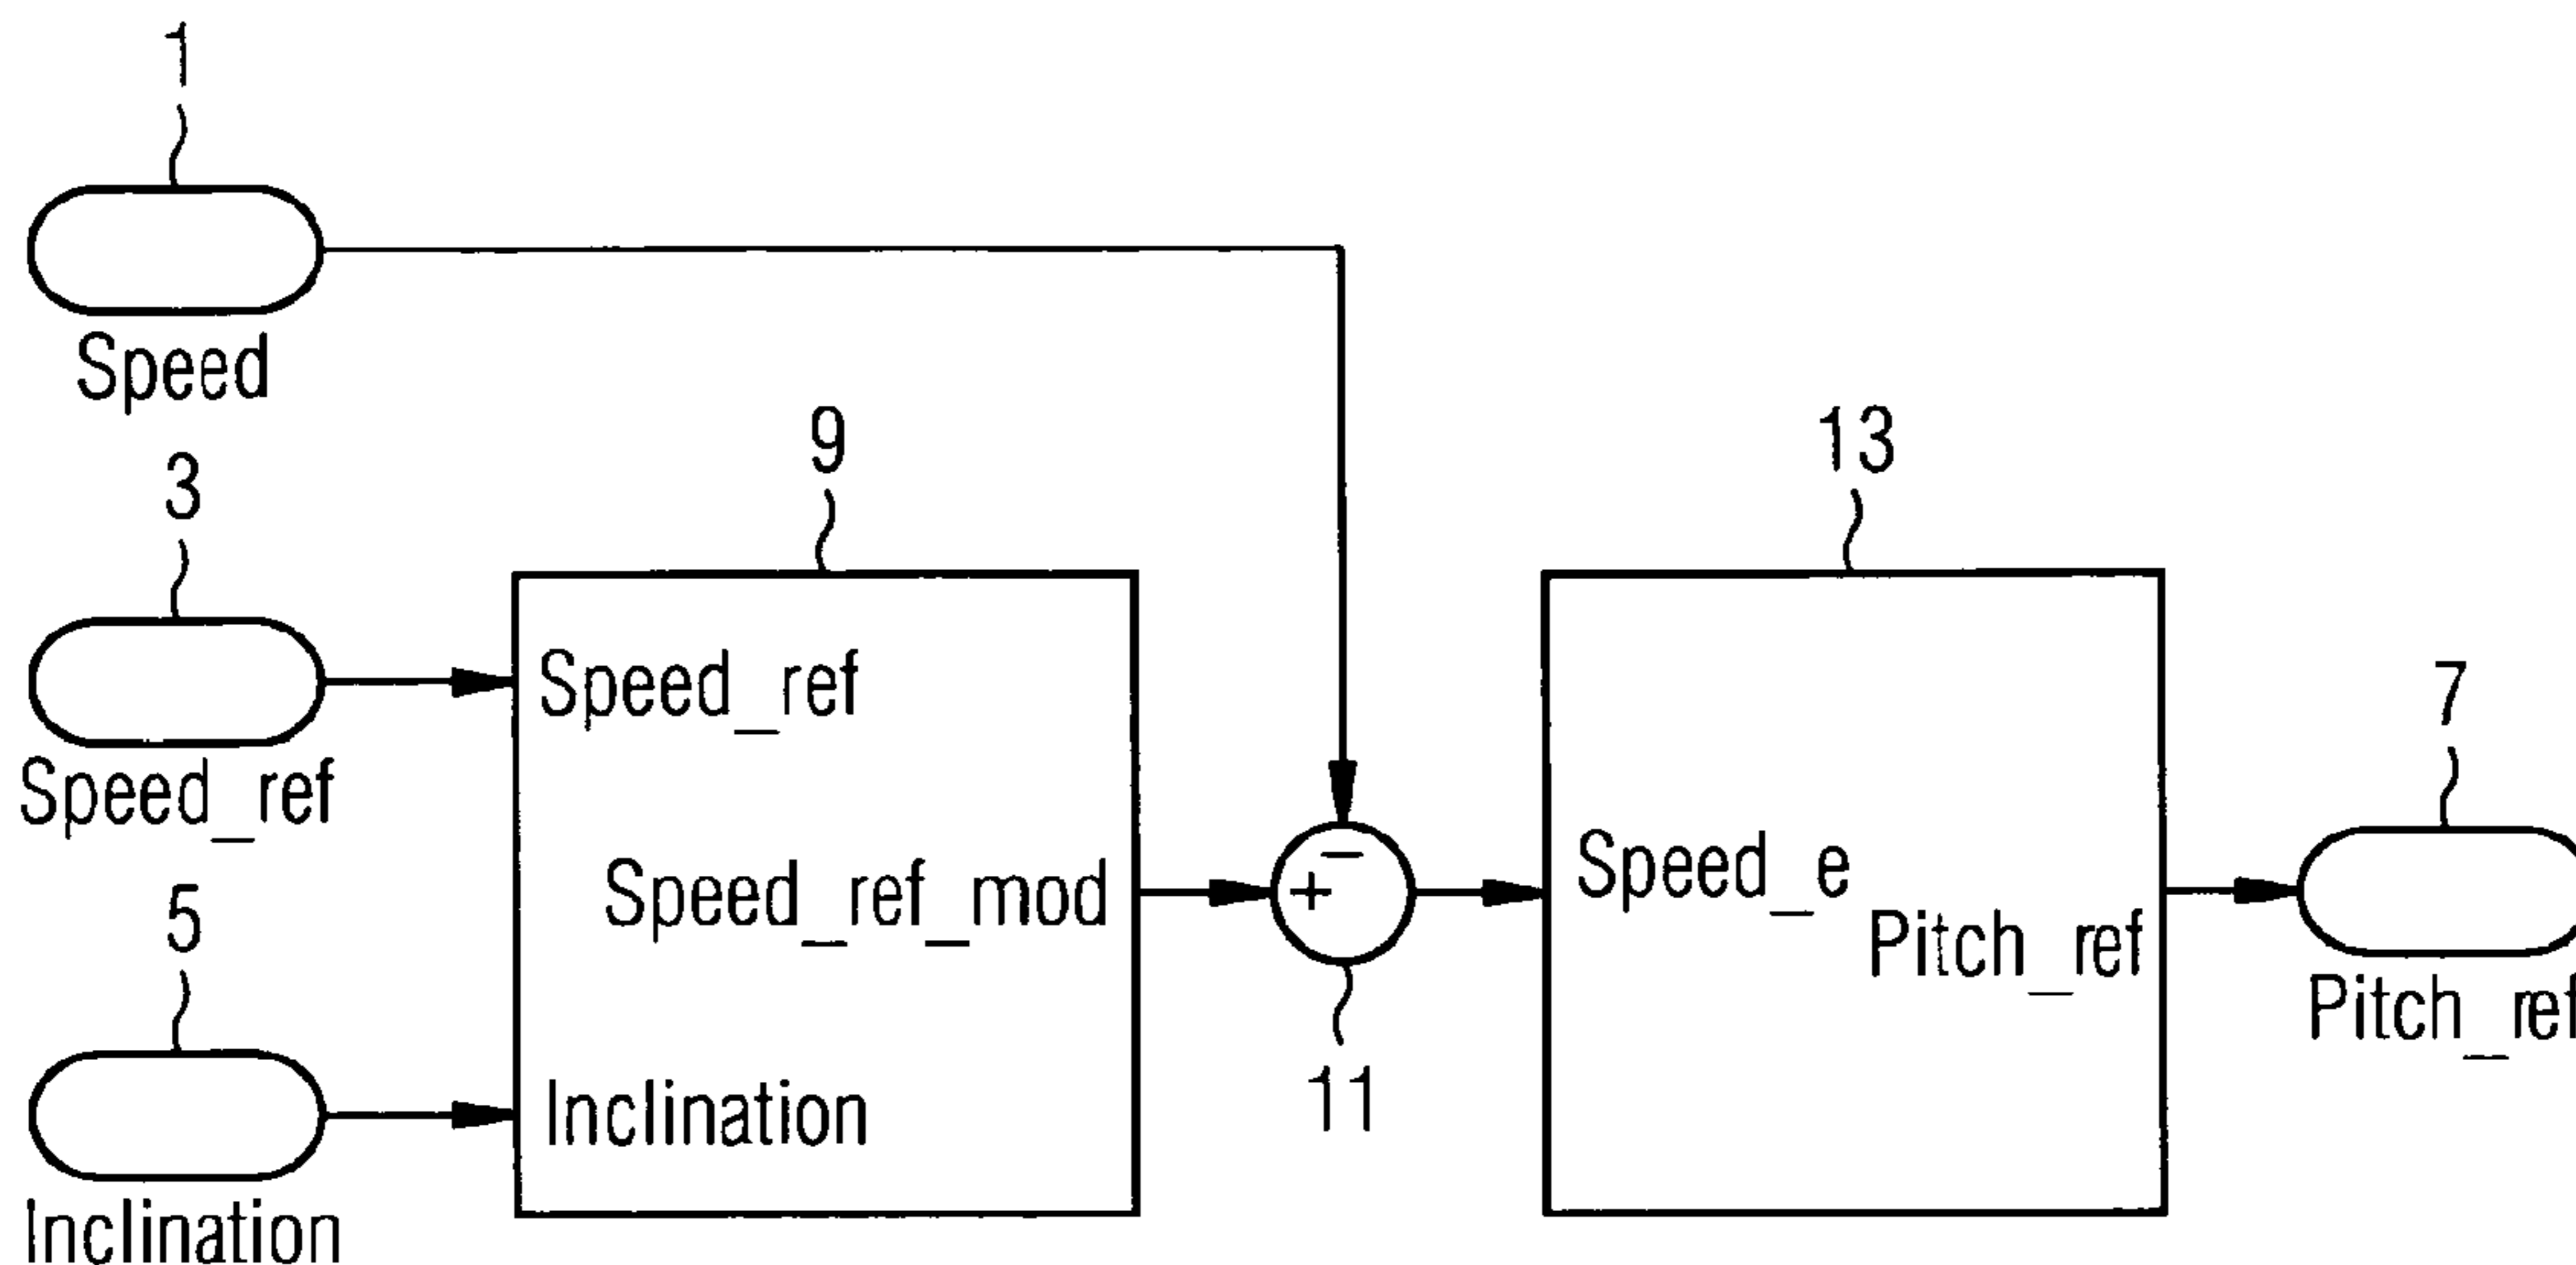 1
Speed
3
Speed_ref
5
Inclination
9
Speed_ref
Speed_ref_mod
Inclination
−
+
11
13
Speed_e
Pitch_ref
7
Pitch_ref